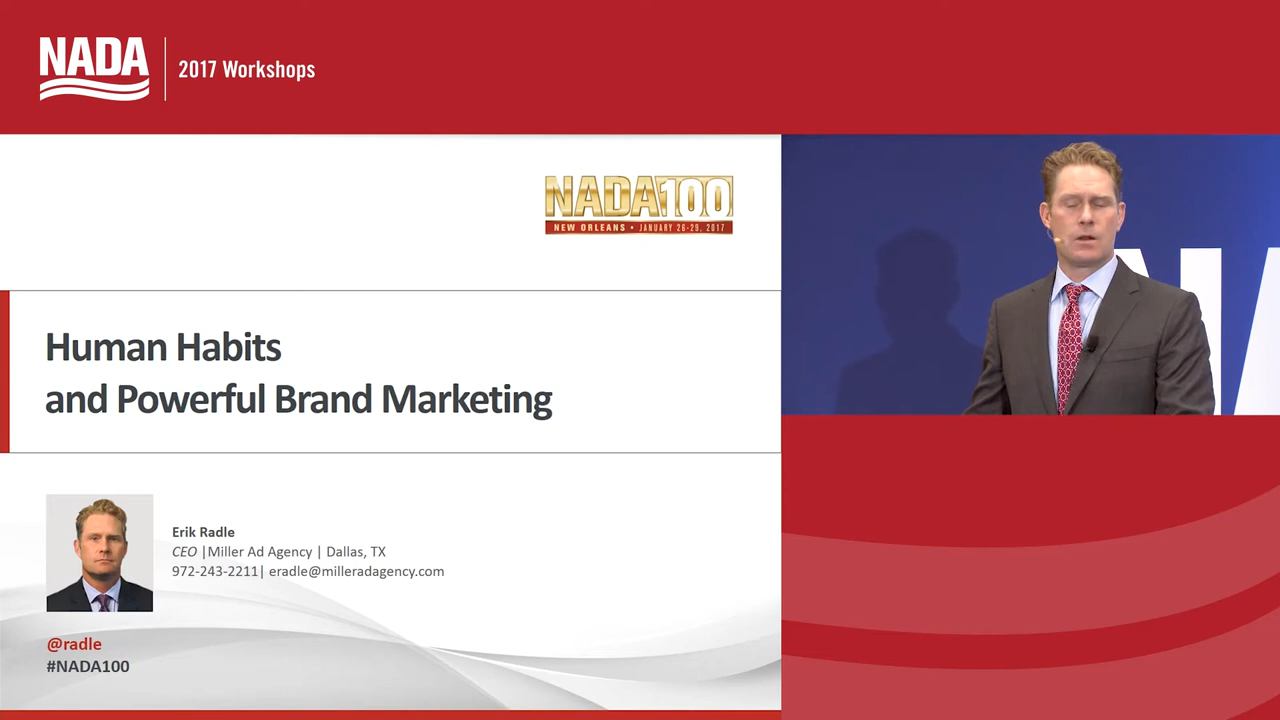 NADA
2017 Workshops
NADA100
NEW ORLEANS • JANUARY 26-29, 2017
Human Habits
and Powerful Brand Marketing
Erik Radle
CEO |Miller Ad Agency | Dallas, TX
972-243-2211| eradle@milleradagency.com
@radle
#NADA100
NA